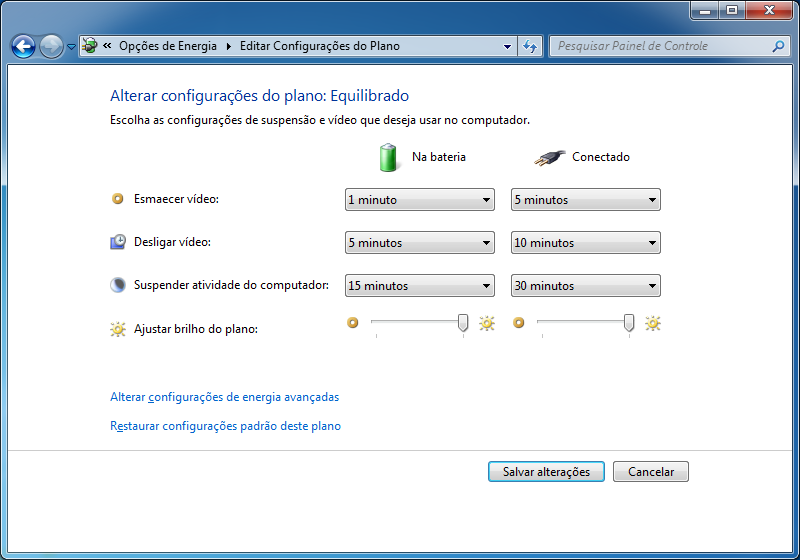 « Opções de Energia ▸ Editar Configurações do Plano
Pesquisar Painel de Controle
Alterar configurações do plano: Equilibrado
Escolha as configurações de suspensão e vídeo que deseja usar no computador.
Na bateria Conectado
Esmaecer vídeo: 1 minuto 5 minutos
Desligar vídeo: 5 minutos 10 minutos
Suspender atividade do computador: 15 minutos 30 minutos
Ajustar brilho do plano:
Alterar configurações de energia avançadas
Restaurar configurações padrão deste plano
Salvar alterações Cancelar